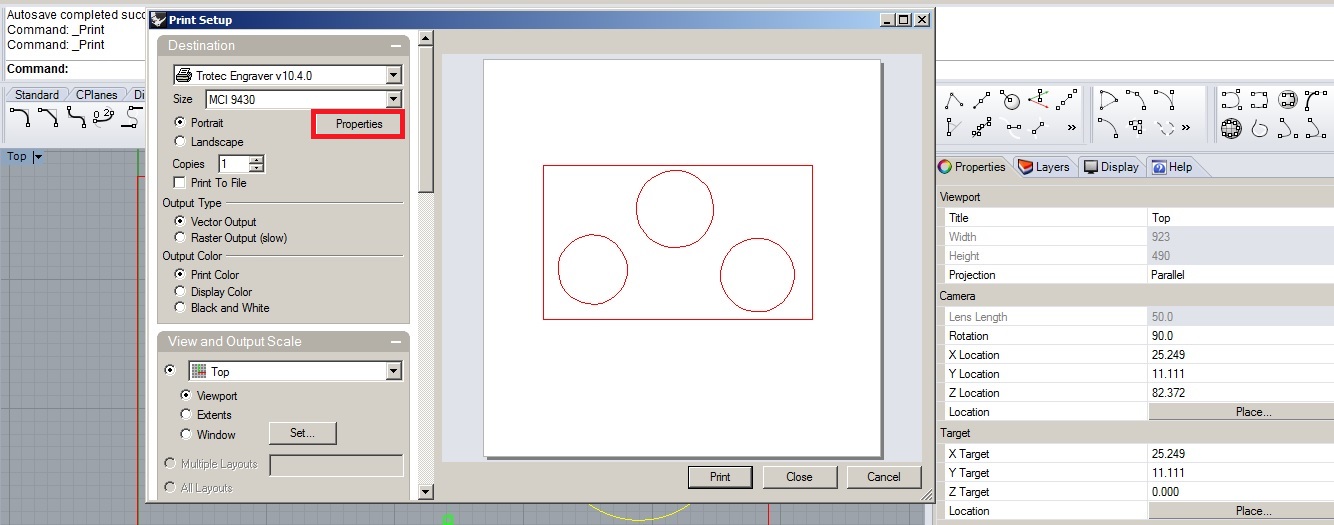 Autosave completed succ
Command: _Print
Command: _Print
Command:
Standard CPlanes Di
Top
Print Setup
Destination
Trotec Engraver v10.4.0
Size MCI 9430
Portrait
Properties
Landscape
Copies 1
Print To File
Output Type
Vector Output
Raster Output (slow)
Output Color
Print Color
Display Color
Black and White
View and Output Scale
Top
Viewport
Extents
Window Set...
Multiple Layouts
All Layouts
Print Close Cancel
Properties Layers Display Help
Viewport
Title Top
Width 923
Height 490
Projection Parallel
Camera
Lens Length 50.0
Rotation 90.0
X Location 25.249
Y Location 11.111
Z Location 82.372
Location Place...
Target
X Target 25.249
Y Target 11.111
Z Target 0.000
Location Place...